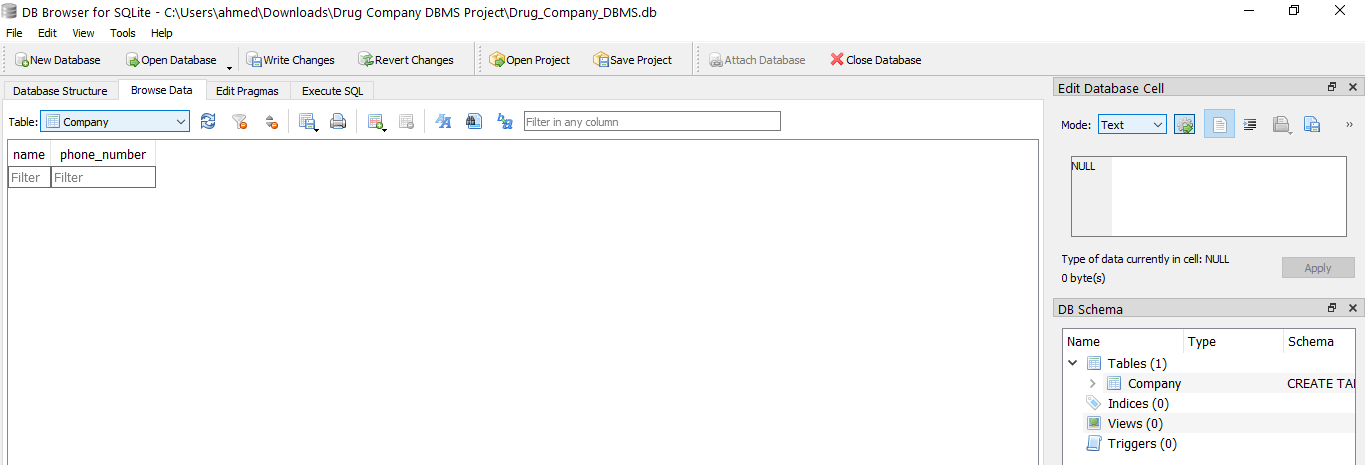 DB Browser for SQLite - C:\Users\ahmed\Downloads\Drug Company DBMS Project\Drug_Company_DBMS.db
File Edit View Tools Help
New Database Open Database Write Changes Revert Changes Open Project Save Project Attach Database Close Database
Database Structure Browse Data Edit Pragmas Execute SQL
Table: Company Filter in any column
name phone_number
Filter Filter
Edit Database Cell
Mode: Text
NULL
Type of data currently in cell: NULL
0 byte(s)
Apply
DB Schema
Name Type Schema
Tables (1)
Company CREATE TAI
Indices (0)
Views (0)
Triggers (0)